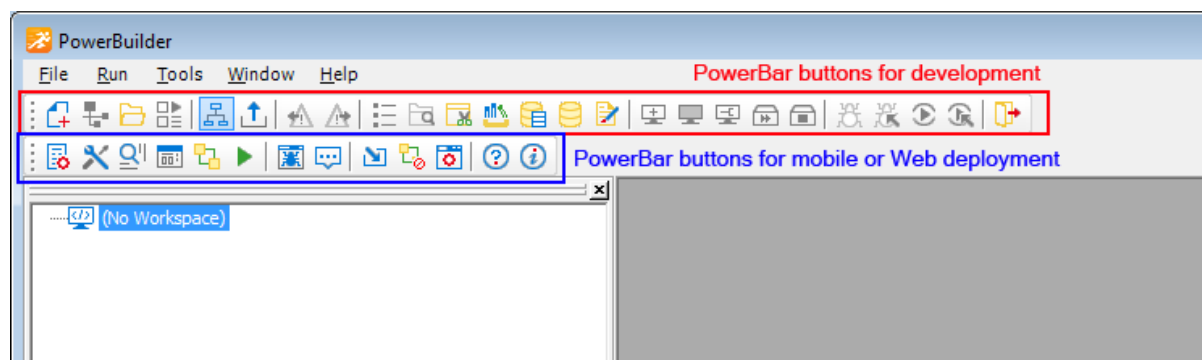 PowerBuilder
File Run Tools Window Help
PowerBar buttons for development
PowerBar buttons for mobile or Web deployment
(No Workspace)